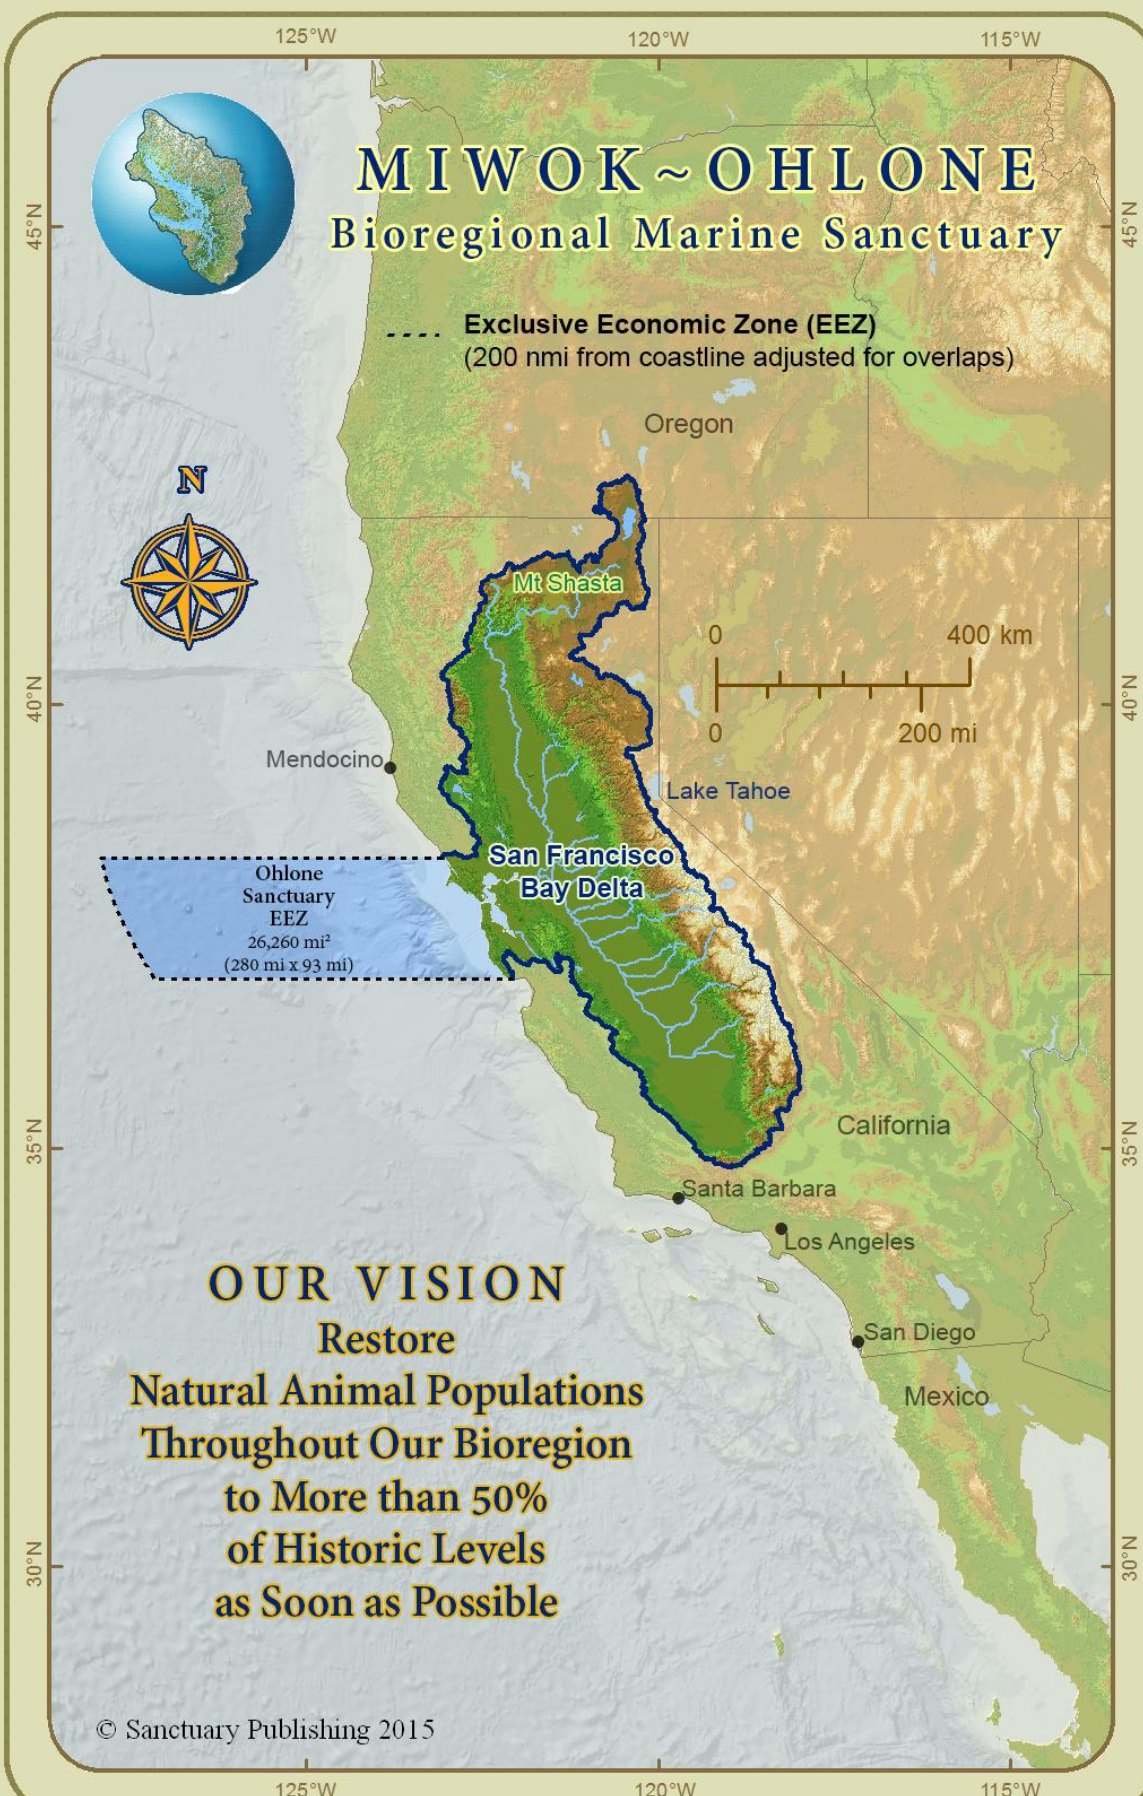 125°W
120°W
115°W
MIWOK~OHLONE
Bioregional Marine Sanctuary
45°N
45°N
Exclusive Economic Zone (EEZ)
(200 nmi from coastline adjusted for overlaps)
Oregon
N
Mt Shasta
0
400 km
0
200 mi
40°N
40°N
Mendocino
Lake Tahoe
San Francisco
Bay Delta
Ohlone
Sanctuary
EEZ
26,260 mi²
(280 mi x 93 mi)
California
35°N
35°N
Santa Barbara
Los Angeles
San Diego
Mexico
OUR VISION
Restore
Natural Animal Populations
Throughout Our Bioregion
to More than 50%
of Historic Levels
as Soon as Possible
30°N
30°N
© Sanctuary Publishing 2015
125°W
120°W
115°W